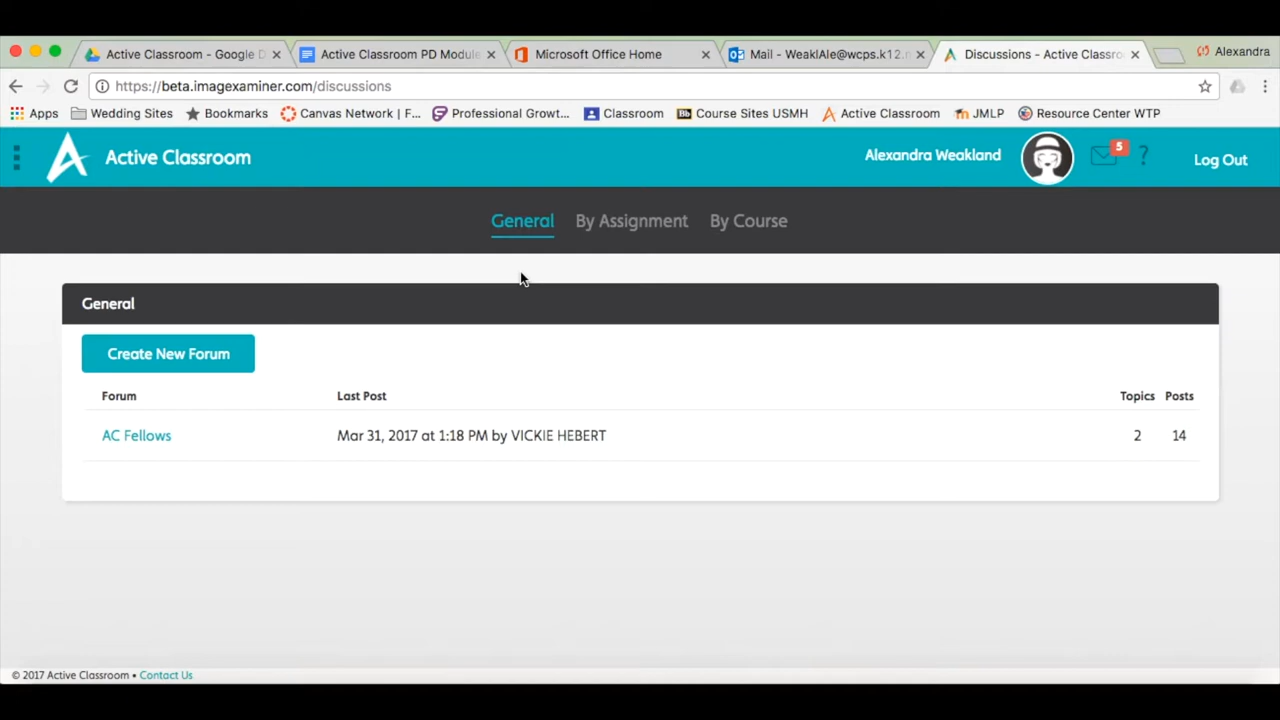 Active Classroom - Google D
Active Classroom PD Module
Microsoft Office Home
Mail - WeaklAle@wcps.k12.
Discussions - Active Classro
Alexandra
https://beta.imagexaminer.com/discussions
Apps
Wedding Sites
Bookmarks
Canvas Network | F...
Professional Growt...
Classroom
Bb Course Sites USMH
Active Classroom
JMLP
Resource Center WTP
Active Classroom
Alexandra Weakland
5
?
Log Out
General
By Assignment
By Course
General
Create New Forum
Forum Last Post Topics Posts
AC Fellows Mar 31, 2017 at 1:18 PM by VICKIE HEBERT 2 14
© 2017 Active Classroom • Contact Us